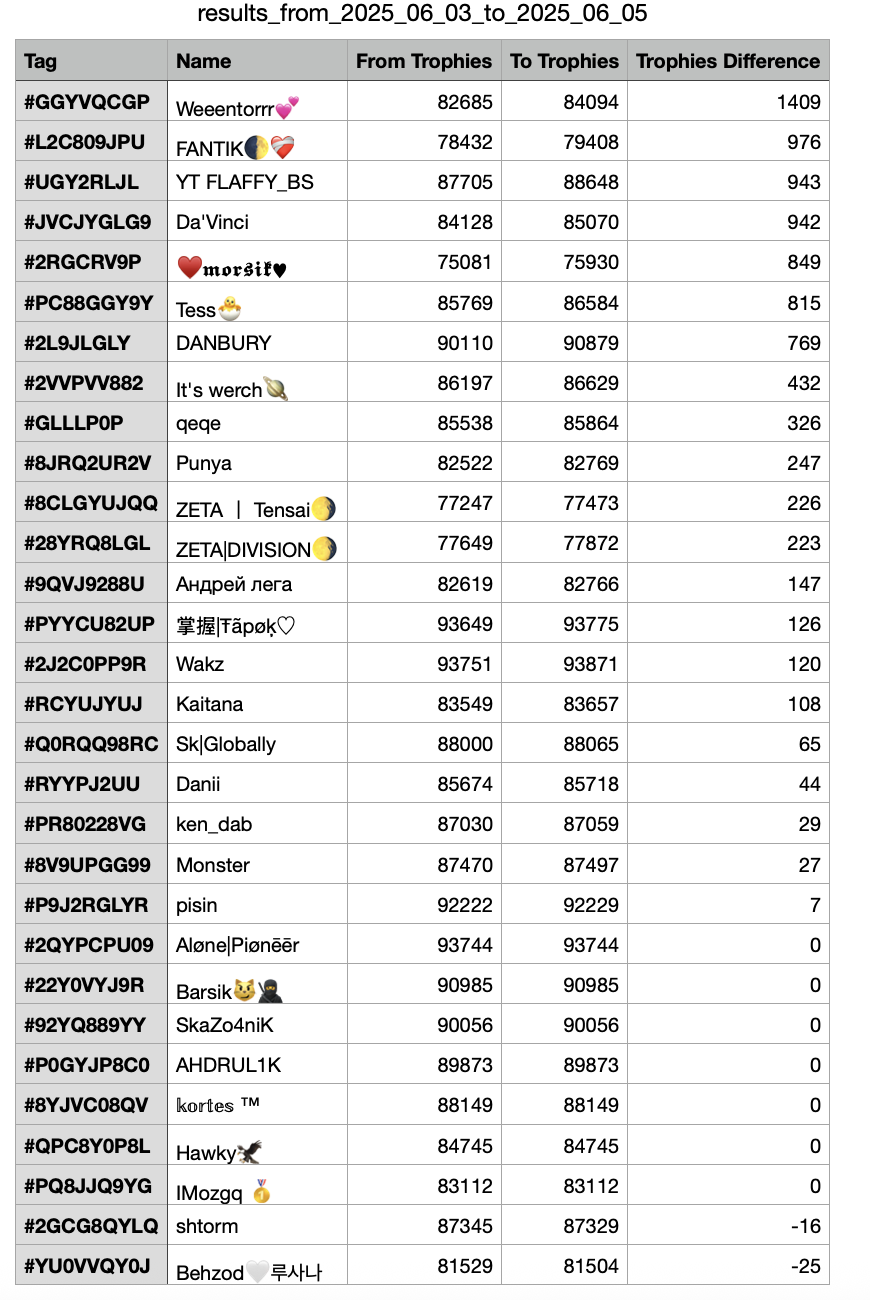 results_from_2025_06_03_to_2025_06_05
Tag Name From Trophies To Trophies Trophies Difference
#GGYVQCGP Weeentorrr💕 82685 84094 1409
#L2C809JPU FANTIK🌗❤️‍🩹 78432 79408 976
#UGY2RLJL YT FLAFFY_BS 87705 88648 943
#JVCJYGLG9 Da'Vinci 84128 85070 942
#2RGCRV9P ❤️𝖒𝖔𝖗𝖘𝖎𝖐♥ 75081 75930 849
#PC88GGY9Y Tess🐣 85769 86584 815
#2L9JLGLY DANBURY 90110 90879 769
#2VVPVV882 It's werch🪐 86197 86629 432
#GLLLP0P qeqe 85538 85864 326
#8JRQ2UR2V Punya 82522 82769 247
#8CLGYUJQQ ZETA | Tensai🌖 77247 77473 226
#28YRQ8LGL ZETA|DIVISION🌖 77649 77872 223
#9QVJ9288U Андрей лега 82619 82766 147
#PYYCU82UP 掌握|Ŧãpøķ♡ 93649 93775 126
#2J2C0PP9R Wakz 93751 93871 120
#RCYUJYUJ Kaitana 83549 83657 108
#Q0RQQ98RC Sk|Globally 88000 88065 65
#RYYPJ2UU Danii 85674 85718 44
#PR80228VG ken_dab 87030 87059 29
#8V9UPGG99 Monster 87470 87497 27
#P9J2RGLYR pisin 92222 92229 7
#2QYPCPU09 Aløne|Piønēēr 93744 93744 0
#22Y0VYJ9R Barsik😼🥷 90985 90985 0
#92YQ889YY SkaZo4niK 90056 90056 0
#P0GYJP8C0 AHDRUL1K 89873 89873 0
#8YJVC08QV 𝕜𝕠𝕣𝕥𝕖𝕤 ™ 88149 88149 0
#QPC8Y0P8L Hawky🦅 84745 84745 0
#PQ8JJQ9YG IMozgq 🏅 83112 83112 0
#2GCG8QYLQ shtorm 87345 87329 -16
#YU0VVQY0J Behzod🤍루사나 81529 81504 -25